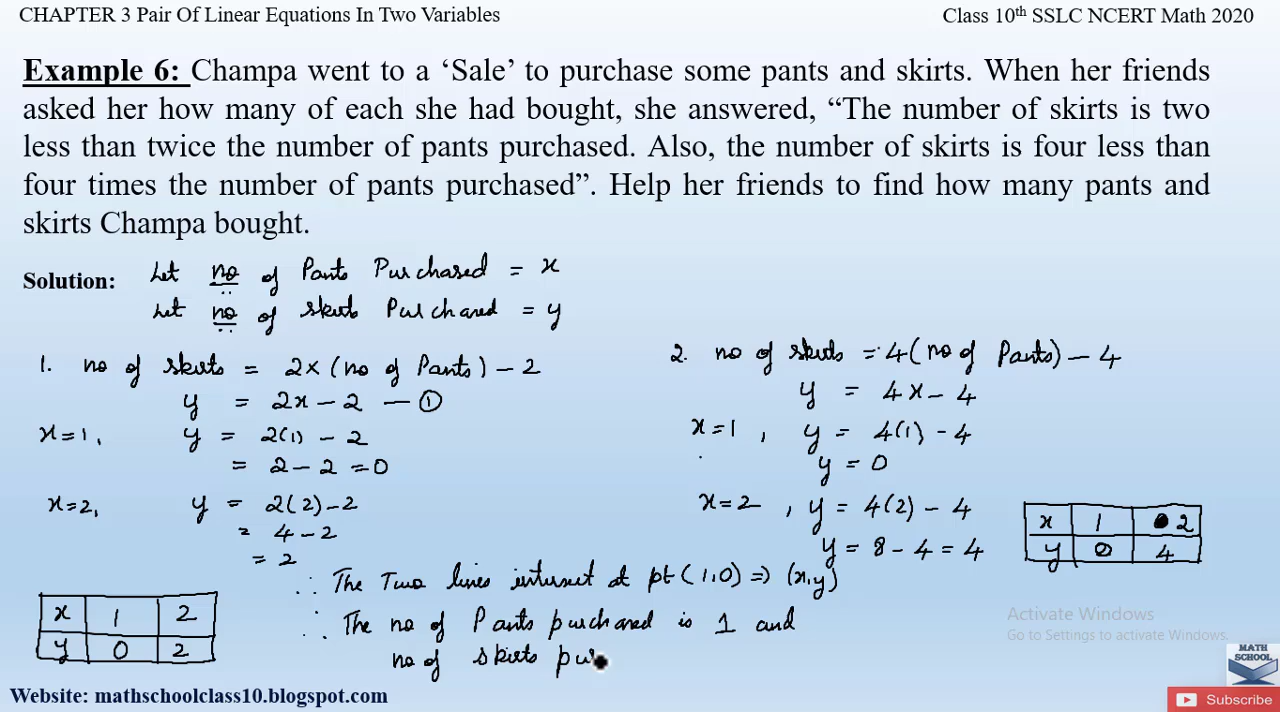 CHAPTER 3 Pair Of Linear Equations In Two Variables
Class 10th SSLC NCERT Math 2020
Example 6: Champa went to a ‘Sale’ to purchase some pants and skirts. When her friends
asked her how many of each she had bought, she answered, “The number of skirts is two
less than twice the number of pants purchased. Also, the number of skirts is four less than
four times the number of pants purchased”. Help her friends to find how many pants and
skirts Champa bought.
Solution: Let no of Pants Purchased = x
Let no of skirts Purchased = y
1. no of skirts = 2x (no of Pants) - 2
y = 2x - 2 — ①
x=1, y = 2(1) - 2
= 2 - 2 = 0
x=2, y = 2(2) - 2
= 4 - 2
= 2
x 1 2
y 0 2
2. no of skirts = 4(no of Pants) - 4
y = 4x - 4
x=1, y = 4(1) - 4
y = 0
x=2, y = 4(2) - 4
y = 8 - 4 = 4
x 1 2
y 0 4
∴ The Two lines intersect at pt (1,0) ⇒ (x,y)
∴ The no of Pants purchased is 1 and
no of skirts pur
Activate Windows
Go to Settings to activate Windows.
MATH
SCHOOL
Website: mathschoolclass10.blogspot.com
Subscribe